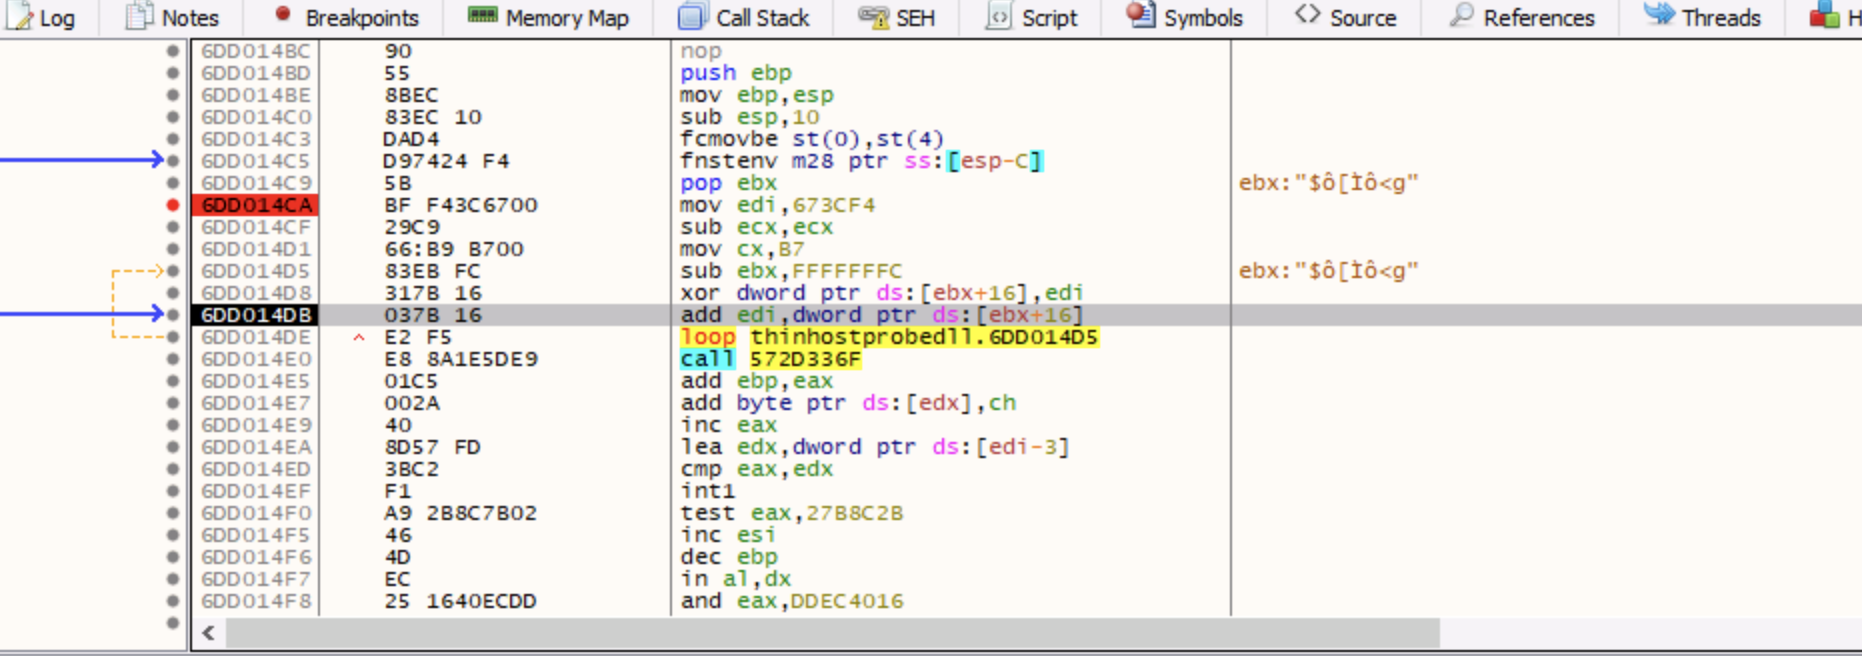 Log Notes Breakpoints Memory Map Call Stack SEH Script Symbols Source References Threads H
6DD014BC 90 nop
6DD014BD 55 push ebp
6DD014BE 8BEC mov ebp,esp
6DD014C0 83EC 10 sub esp,10
6DD014C3 DAD4 fcmovbe st(0),st(4)
6DD014C5 D97424 F4 fnstenv m28 ptr ss:[esp-C]
6DD014C9 5B pop ebx ebx:"$ô[Ìô<g"
6DD014CA BF F43C6700 mov edi,673CF4
6DD014CF 29C9 sub ecx,ecx
6DD014D1 66:B9 B700 mov cx,B7
6DD014D5 83EB FC sub ebx,FFFFFFFC ebx:"$ô[Ìô<g"
6DD014D8 317B 16 xor dword ptr ds:[ebx+16],edi
6DD014DB 037B 16 add edi,dword ptr ds:[ebx+16]
6DD014DE ^ E2 F5 loop thinhostprobedll.6DD014D5
6DD014E0 E8 8A1E5DE9 call 572D336F
6DD014E5 01C5 add ebp,eax
6DD014E7 002A add byte ptr ds:[edx],ch
6DD014E9 40 inc eax
6DD014EA 8D57 FD lea edx,dword ptr ds:[edi-3]
6DD014ED 3BC2 cmp eax,edx
6DD014EF F1 int1
6DD014F0 A9 2B8C7B02 test eax,27B8C2B
6DD014F5 46 inc esi
6DD014F6 4D dec ebp
6DD014F7 EC in al,dx
6DD014F8 25 1640ECDD and eax,DDEC4016